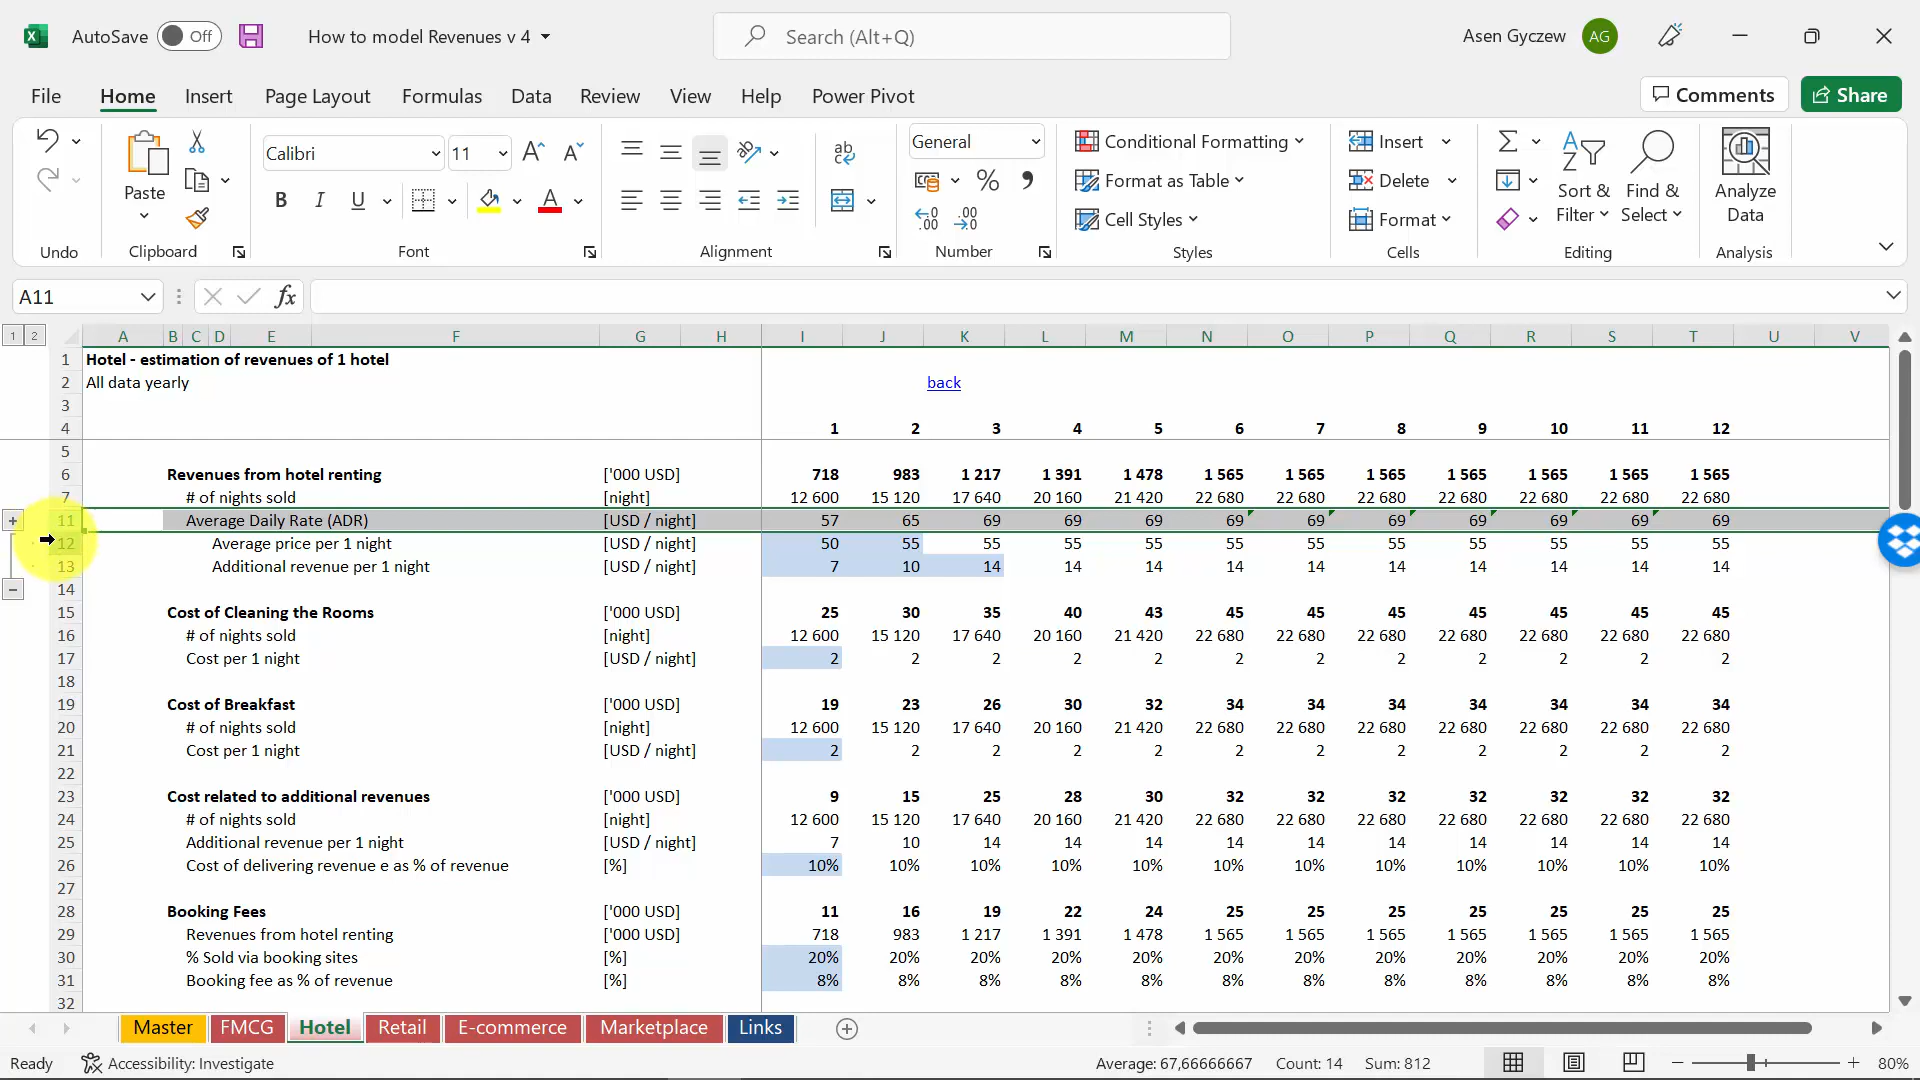 AutoSave Off How to model Revenues v 4 Search (Alt+Q) Asen Gyczew AG
File Home Insert Page Layout Formulas Data Review View Help Power Pivot Comments Share
Calibri 11 General Conditional Formatting Insert
Paste Format as Table Delete Sort & Filter Find & Select Analyze Data
B I U Cell Styles Format
Undo Clipboard Font Alignment Number Styles Cells Editing Analysis
A11 fx
1 2 A B C D E F G H I J K L M N O P Q R S T U V
1 Hotel - estimation of revenues of 1 hotel
2 All data yearly back
3
4 1 2 3 4 5 6 7 8 9 10 11 12
5
6 Revenues from hotel renting ['000 USD] 718 983 1 217 1 391 1 478 1 565 1 565 1 565 1 565 1 565 1 565 1 565
7 # of nights sold [night] 12 600 15 120 17 640 20 160 21 420 22 680 22 680 22 680 22 680 22 680 22 680 22 680
11 Average Daily Rate (ADR) [USD / night] 57 65 69 69 69 69 69 69 69 69 69 69
12 Average price per 1 night [USD / night] 50 55 55 55 55 55 55 55 55 55 55 55
13 Additional revenue per 1 night [USD / night] 7 10 14 14 14 14 14 14 14 14 14 14
14
15 Cost of Cleaning the Rooms ['000 USD] 25 30 35 40 43 45 45 45 45 45 45 45
16 # of nights sold [night] 12 600 15 120 17 640 20 160 21 420 22 680 22 680 22 680 22 680 22 680 22 680 22 680
17 Cost per 1 night [USD / night] 2 2 2 2 2 2 2 2 2 2 2 2
18
19 Cost of Breakfast ['000 USD] 19 23 26 30 32 34 34 34 34 34 34 34
20 # of nights sold [night] 12 600 15 120 17 640 20 160 21 420 22 680 22 680 22 680 22 680 22 680 22 680 22 680
21 Cost per 1 night [USD / night] 2 2 2 2 2 2 2 2 2 2 2 2
22
23 Cost related to additional revenues ['000 USD] 9 15 25 28 30 32 32 32 32 32 32 32
24 # of nights sold [night] 12 600 15 120 17 640 20 160 21 420 22 680 22 680 22 680 22 680 22 680 22 680 22 680
25 Additional revenue per 1 night [USD / night] 7 10 14 14 14 14 14 14 14 14 14 14
26 Cost of delivering revenue e as % of revenue [%] 10% 10% 10% 10% 10% 10% 10% 10% 10% 10% 10% 10%
27
28 Booking Fees ['000 USD] 11 16 19 22 24 25 25 25 25 25 25 25
29 Revenues from hotel renting ['000 USD] 718 983 1 217 1 391 1 478 1 565 1 565 1 565 1 565 1 565 1 565 1 565
30 % Sold via booking sites [%] 20% 20% 20% 20% 20% 20% 20% 20% 20% 20% 20% 20%
31 Booking fee as % of revenue [%] 8% 8% 8% 8% 8% 8% 8% 8% 8% 8% 8% 8%
32
Master FMCG Hotel Retail E-commerce Marketplace Links
Ready Accessibility: Investigate Average: 67,66666667 Count: 14 Sum: 812 80%